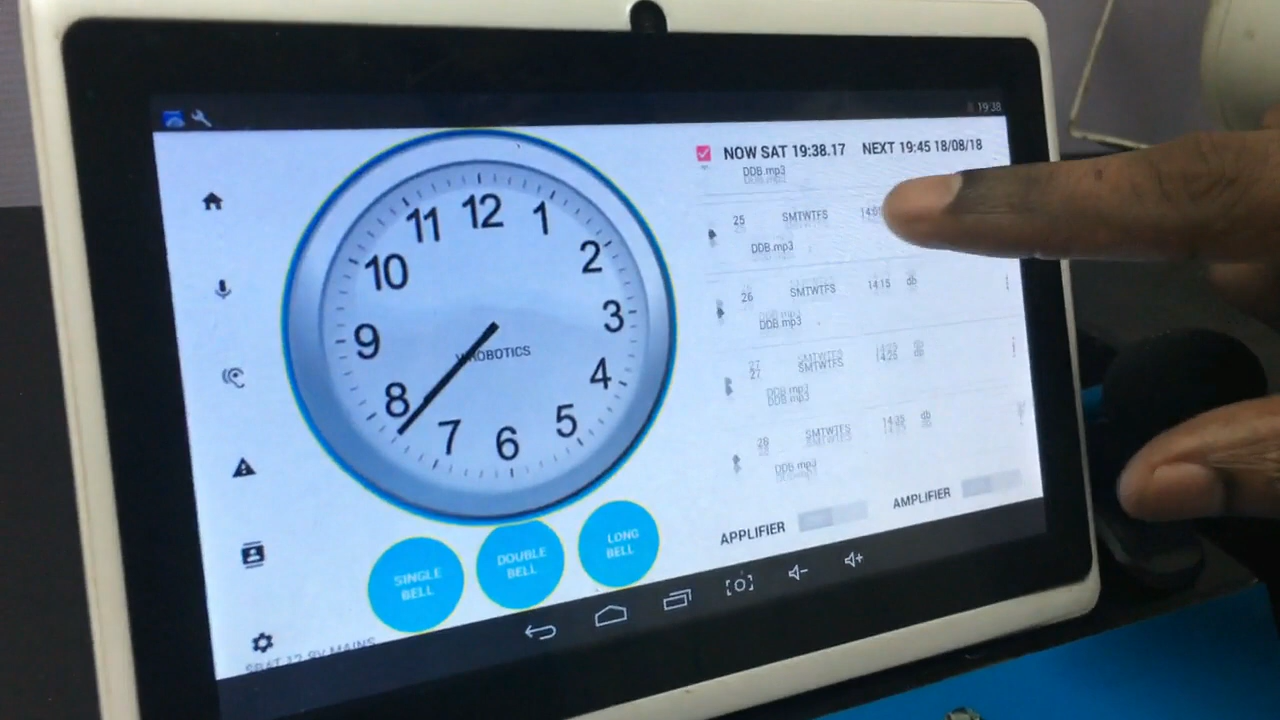 19:38
NOW SAT 19:38.17 NEXT 19:45 18/08/18
DDB.mp3
25 SMTWTFS
DDB.mp3
26 SMTWTFS 14:15 db
DDB.mp3
27 SMTWTFS db
DDB.mp3
28 SMTWTFS 14:35 db
DDB.mp3
APPLIFIER AMPLIFIER
12
1
2
3
4
5
6
7
8
9
10
11
ROBOTICS
SINGLE
BELL
DOUBLE
BELL
LONG
BELL